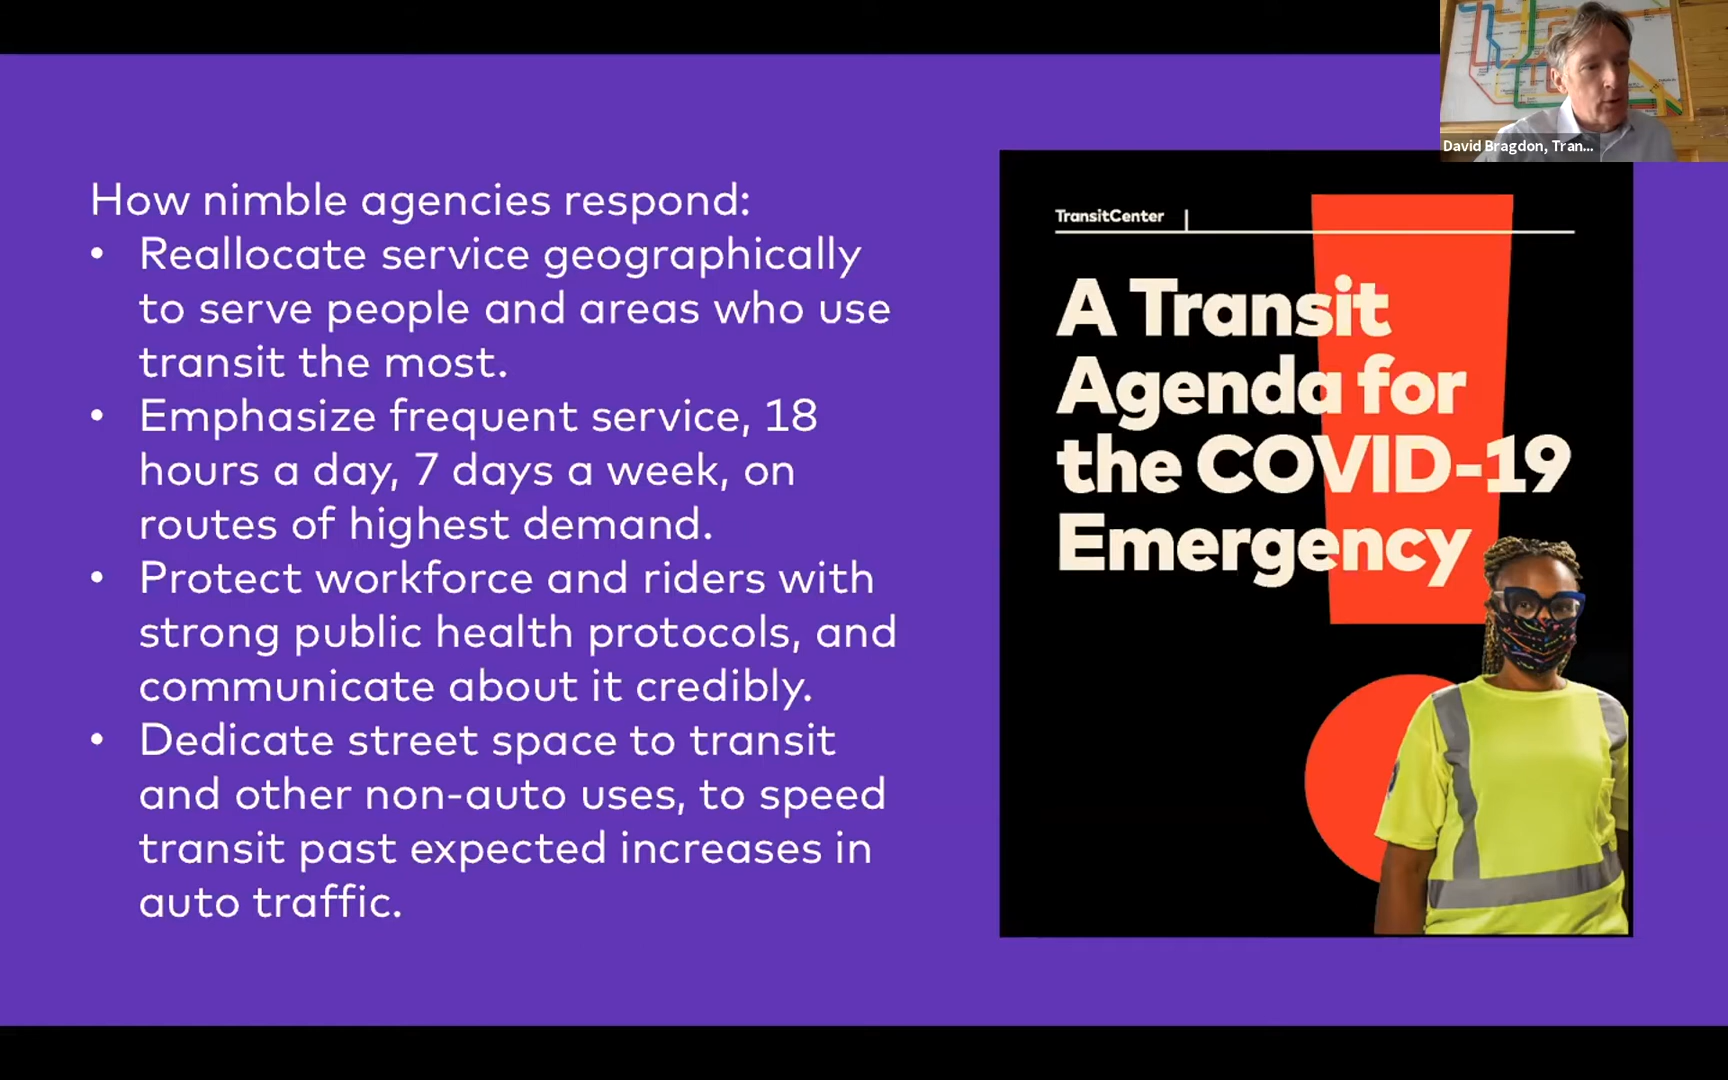 How nimble agencies respond:
• Reallocate service geographically
to serve people and areas who use
transit the most.
• Emphasize frequent service, 18
hours a day, 7 days a week, on
routes of highest demand.
• Protect workforce and riders with
strong public health protocols, and
communicate about it credibly.
• Dedicate street space to transit
and other non-auto uses, to speed
transit past expected increases in
auto traffic.
TransitCenter
A Transit
Agenda for
the COVID-19
Emergency
David Bragdon, Tran...